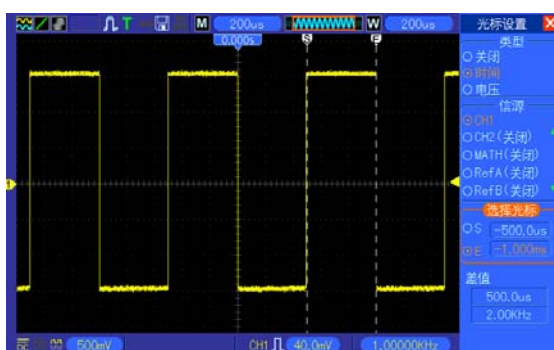 T M 200us W 200us 光标设置
0.000s S E
类型
关闭
时间
电压
信源
CH1
CH2(关闭)
MATH(关闭)
RefA(关闭)
RefB(关闭)
选择光标
S -500.0us
E -1.000ms
差值
500.0us
2.00KHz
1
DC 500mV CH1 40.0mV 1.00000KHz